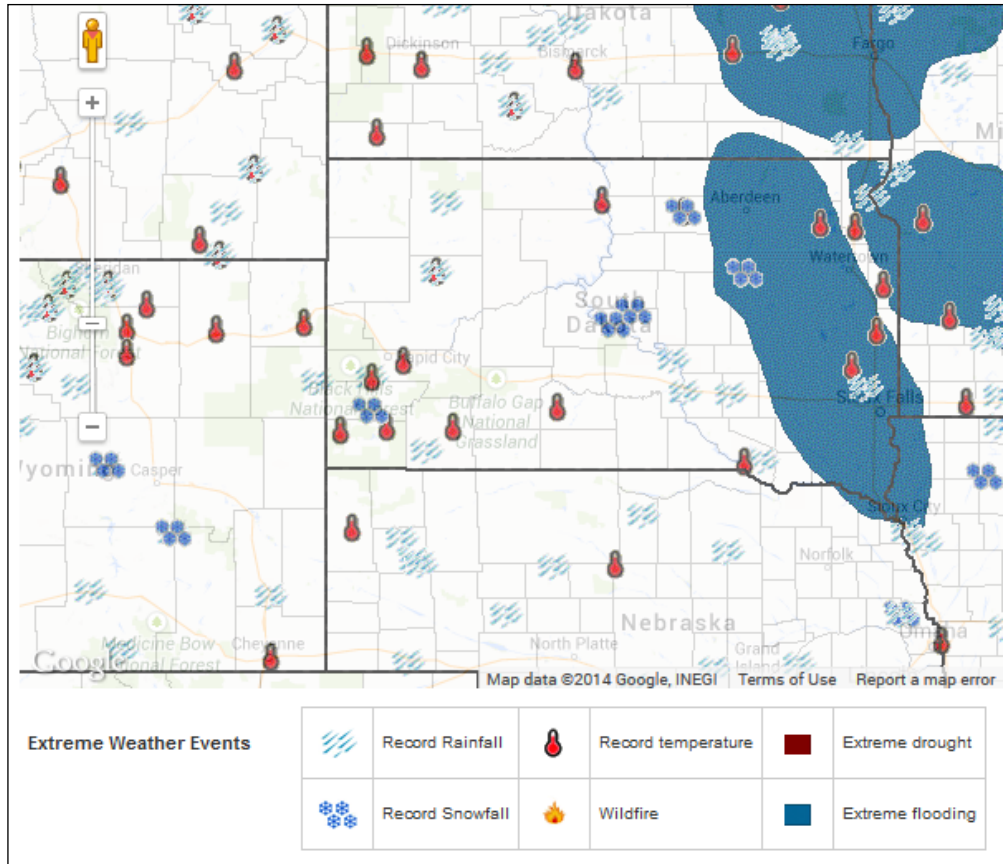 Dakota
Dickinson
Bismarck
Fargo
Mi
Aberdeen
Watertown
Sheridan
South
Dakota
Bighorn
National Forest
Rapid City
Black Hills
National Forest
Buffalo Gap
National
Grassland
Sioux Falls
Wyoming
Casper
Sioux City
Norfolk
Nebraska
Omaha
Medicine Bow
National Forest
Cheyenne
North Platte
Grand
Island
Google
Map data ©2014 Google, INEGI Terms of Use Report a map error
Extreme Weather Events
Record Rainfall Record temperature Extreme drought
Record Snowfall Wildfire Extreme flooding